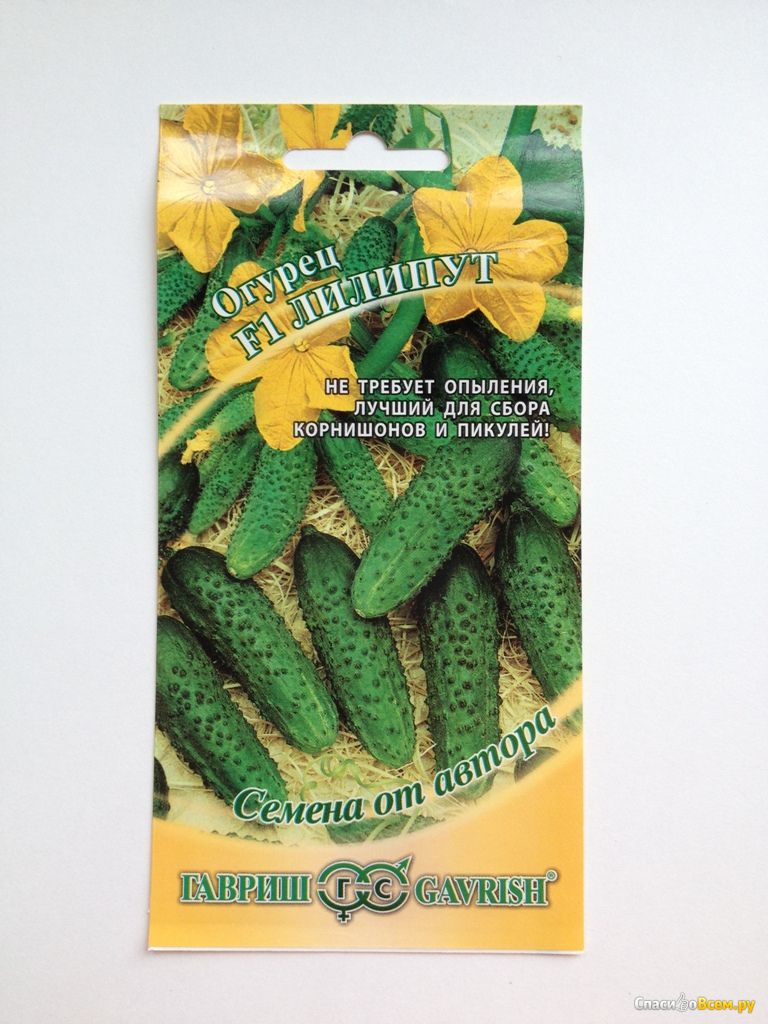 Огурец
F1 ЛИЛИПУТ
НЕ ТРЕБУЕТ ОПЫЛЕНИЯ,
ЛУЧШИЙ ДЛЯ СБОРА
КОРНИШОНОВ И ПИКУЛЕЙ!
Семена от автора
ГАВРИШ Г С GAVRISH®
СпасибоВсем.ру